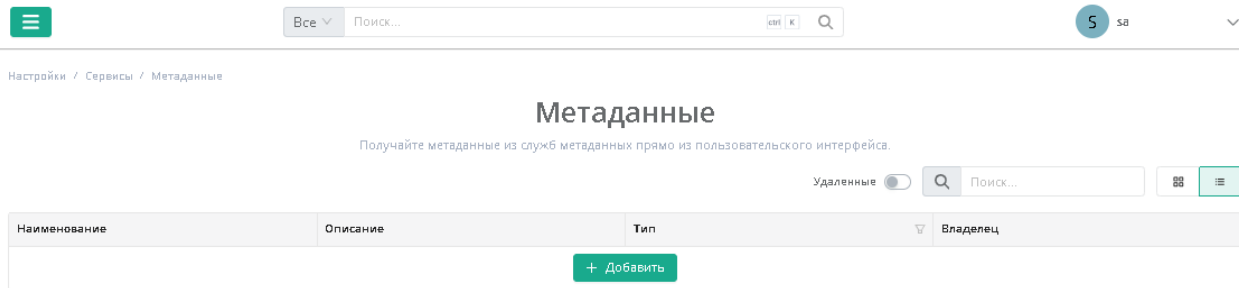 Все Поиск... ctrl K S sa
Настройки / Сервисы / Метаданные
Метаданные
Получайте метаданные из служб метаданных прямо из пользовательского интерфейса.
Удаленные Поиск...
Наименование Описание Тип Владелец
+ Добавить